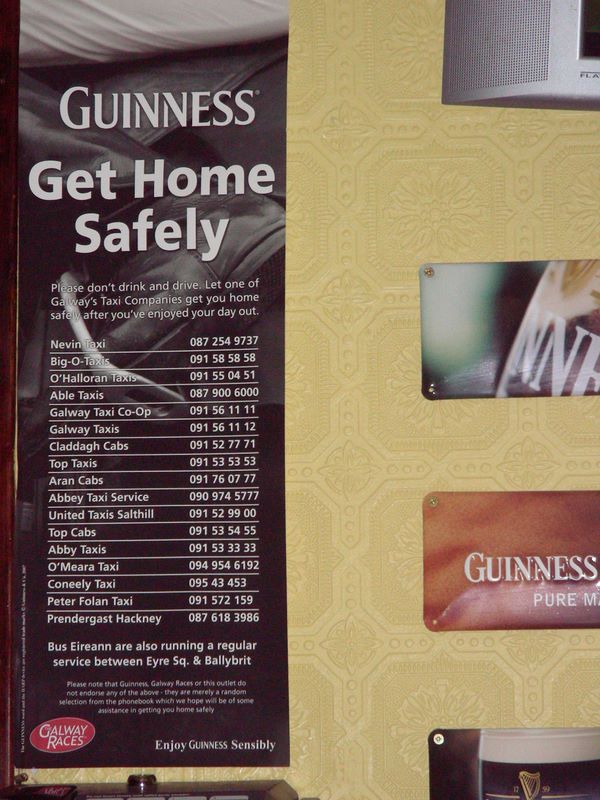 GUINNESS®
Get Home
Safely
Please don't drink and drive. Let one of
Galway's Taxi Companies get you home
safely after you've enjoyed your day out.
Nevin Taxi 087 254 9737
Big-O-Taxis 091 58 58 58
O'Halloran Taxis 091 55 04 51
Able Taxis 087 900 6000
Galway Taxi Co-Op 091 56 11 11
Galway Taxis 091 56 11 12
Claddagh Cabs 091 52 77 71
Top Taxis 091 53 53 53
Aran Cabs 091 76 07 77
Abbey Taxi Service 090 974 5777
United Taxis Salthill 091 52 99 00
Top Cabs 091 53 54 55
Abby Taxis 091 53 33 33
O'Meara Taxi 094 954 6192
Coneely Taxi 095 43 453
Peter Folan Taxi 091 572 159
Prendergast Hackney 087 618 3986
Bus Eireann are also running a regular
service between Eyre Sq. & Ballybrit
Please note that Guinness, Galway Races or this outlet do
not endorse any of the above - they are merely a random
selection from the phonebook which we hope will be of some
assistance in getting you home safely
GALWAY
RACES
Enjoy GUINNESS Sensibly
FLA
NNE
GUINNESS
PURE MA
17 59